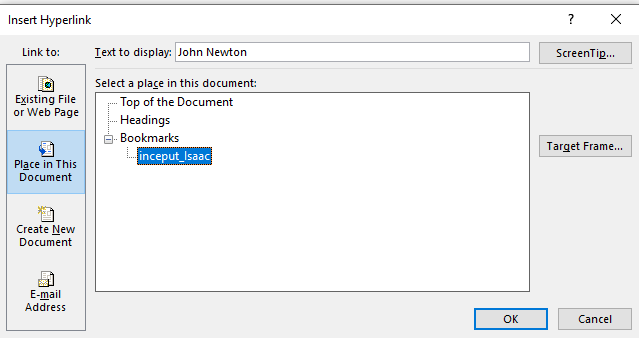 Insert Hyperlink
?
Link to:
Text to display: John Newton
ScreenTip...
Select a place in this document:
Existing File
or Web Page
Top of the Document
Headings
Bookmarks
inceput_Isaac
Place in This
Document
Target Frame...
Create New
Document
E-mail
Address
OK
Cancel